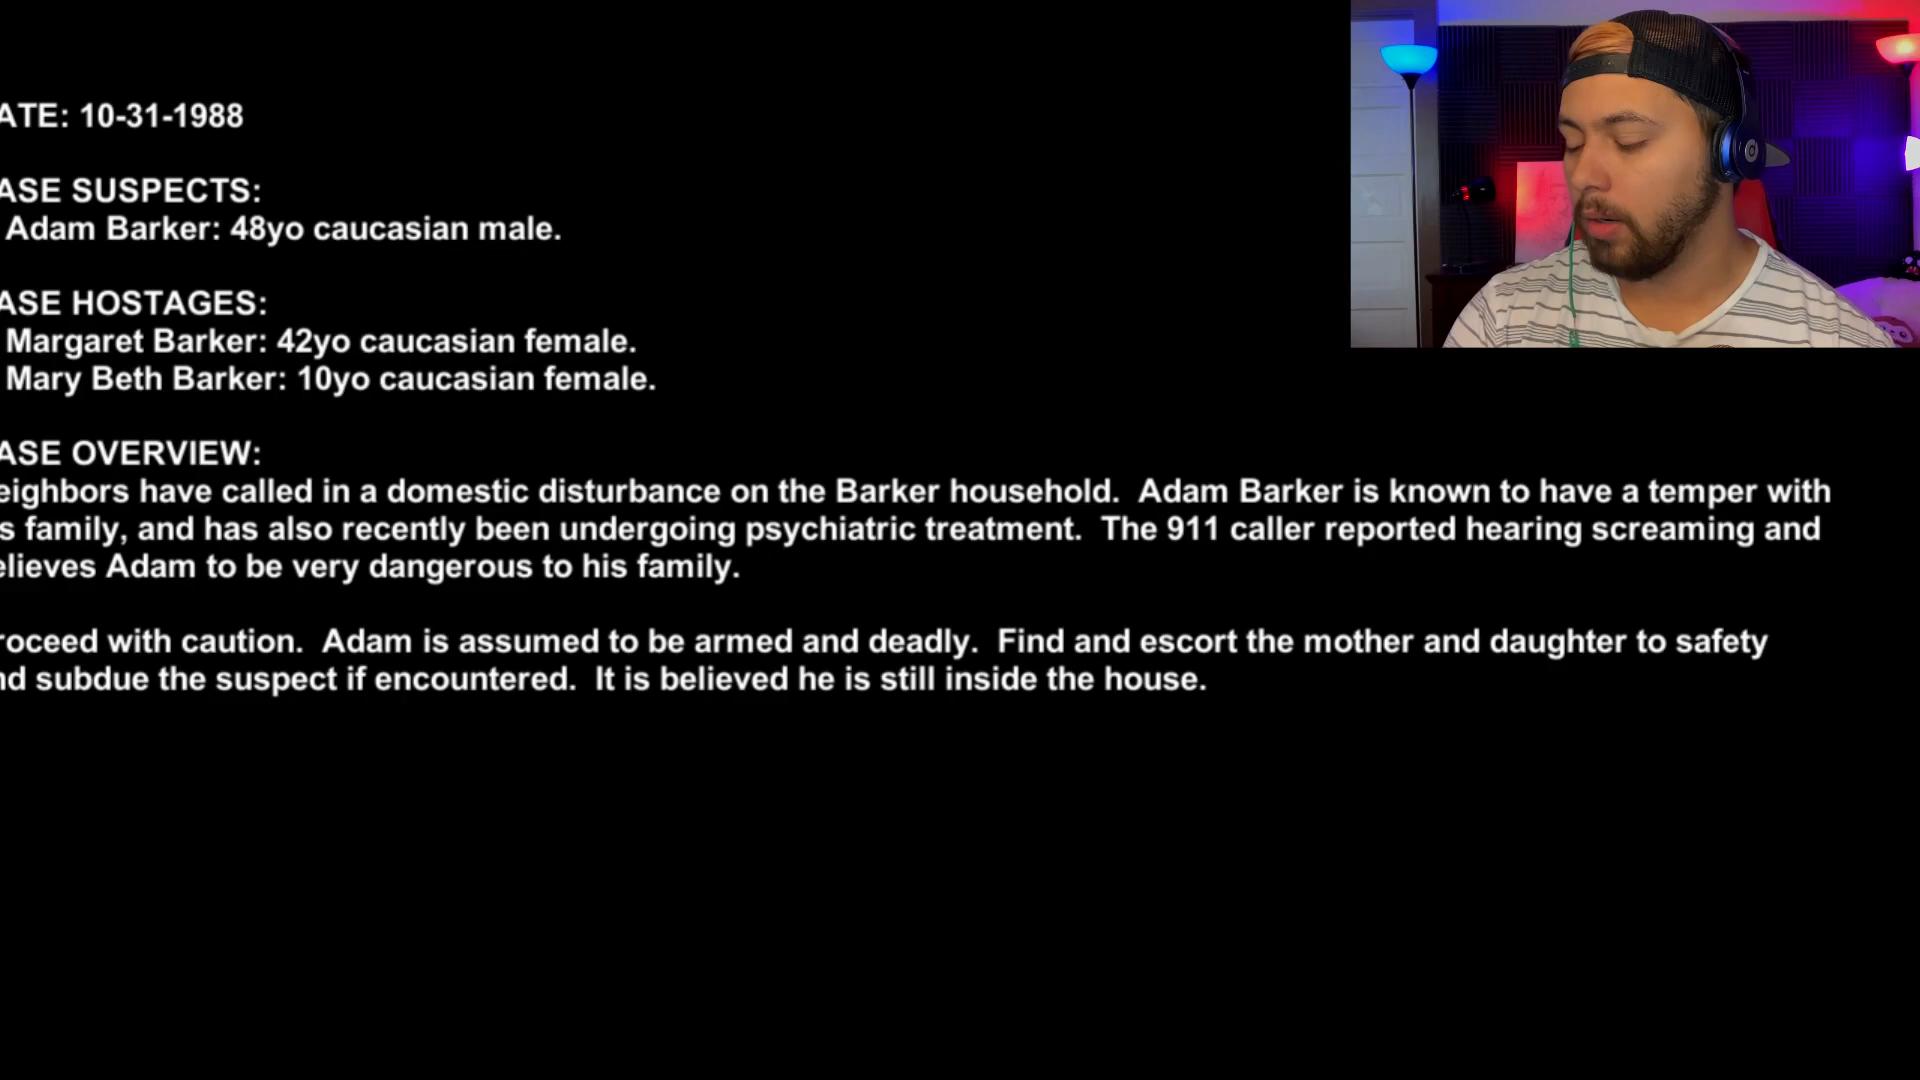 ATE: 10-31-1988
ASE SUSPECTS:
Adam Barker: 48yo caucasian male.
ASE HOSTAGES:
Margaret Barker: 42yo caucasian female.
Mary Beth Barker: 10yo caucasian female.
ASE OVERVIEW:
eighbors have called in a domestic disturbance on the Barker household.  Adam Barker is known to have a temper with
s family, and has also recently been undergoing psychiatric treatment.  The 911 caller reported hearing screaming and
elieves Adam to be very dangerous to his family.
roceed with caution.  Adam is assumed to be armed and deadly.  Find and escort the mother and daughter to safety
nd subdue the suspect if encountered.  It is believed he is still inside the house.